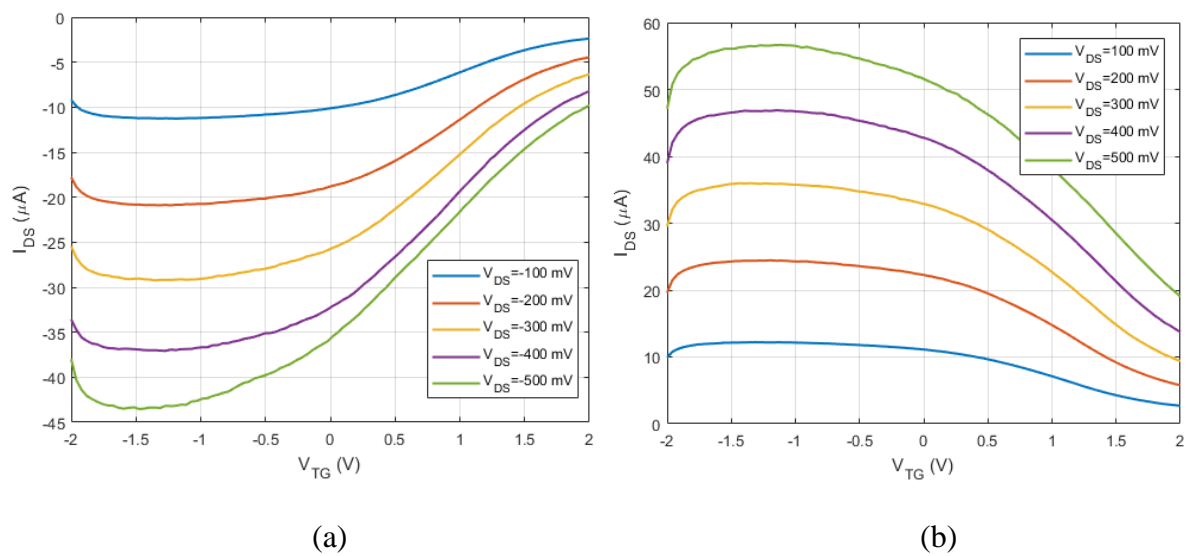 0
-5
-10
-15
-20
-25
-30
-35
-40
-45
I_DS (μA)
-2 -1.5 -1 -0.5 0 0.5 1 1.5 2
V_TG (V)
V_DS=-100 mV
V_DS=-200 mV
V_DS=-300 mV
V_DS=-400 mV
V_DS=-500 mV
(a)
60
50
40
30
20
10
0
I_DS (μA)
-2 -1.5 -1 -0.5 0 0.5 1 1.5 2
V_TG (V)
V_DS=100 mV
V_DS=200 mV
V_DS=300 mV
V_DS=400 mV
V_DS=500 mV
(b)